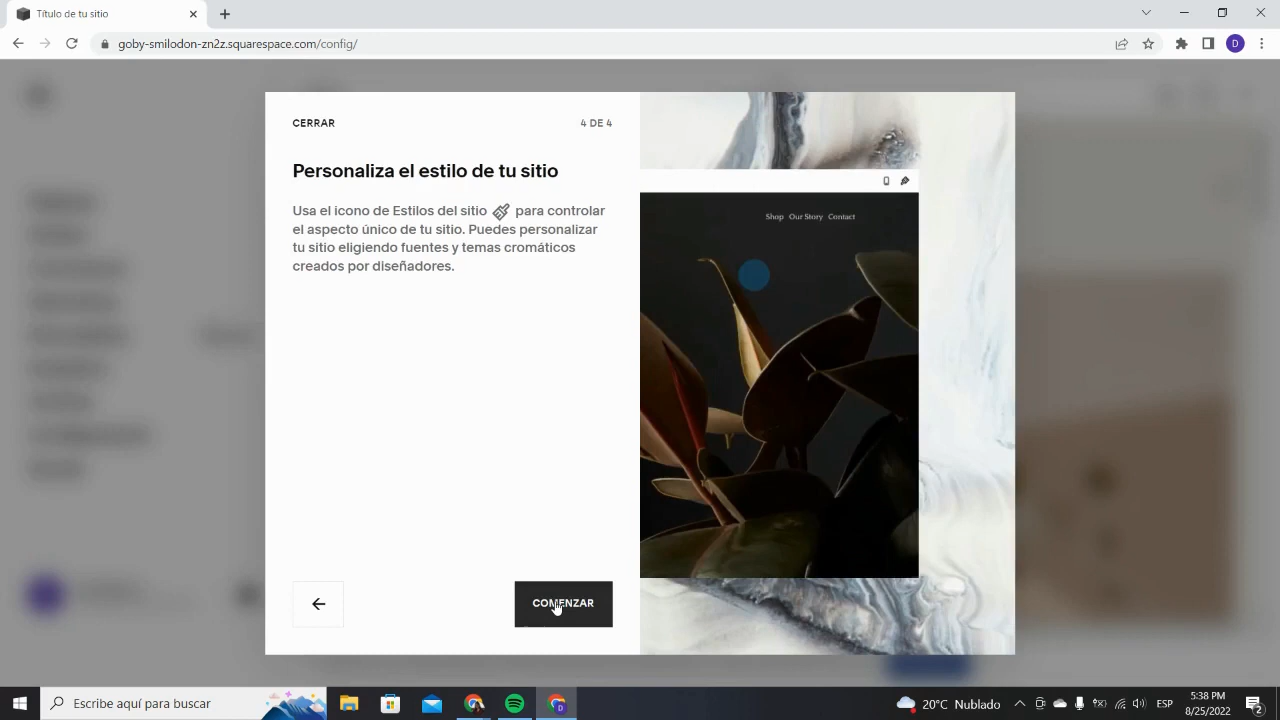 Título de tu sitio
goby-smilodon-zn2z.squarespace.com/config/
D
CERRAR
4 DE 4
Personaliza el estilo de tu sitio
Usa el icono de Estilos del sitio para controlar
el aspecto único de tu sitio. Puedes personalizar
tu sitio eligiendo fuentes y temas cromáticos
creados por diseñadores.
Shop Our Story Contact
COMENZAR
Escribe aquí para buscar
D
20°C Nublado
ESP
5:38 PM
8/25/2022
2